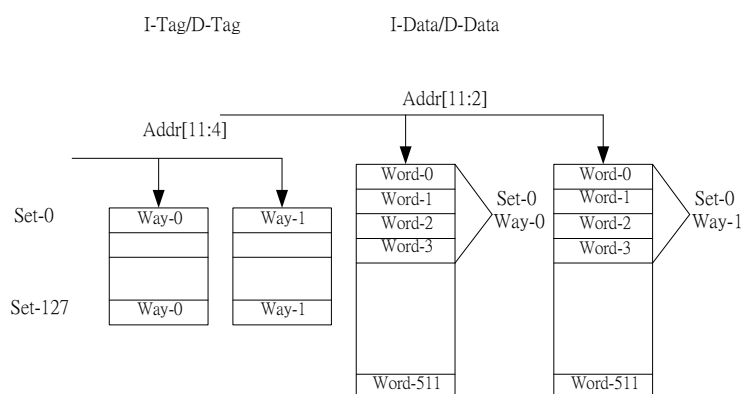 I-Tag/D-Tag
I-Data/D-Data
Addr[11:2]
Addr[11:4]
Set-0
Way-0
Way-1
Set-127
Way-0
Way-1
Word-0
Word-1
Word-2
Word-3
Set-0
Way-0
Word-511
Word-0
Word-1
Word-2
Word-3
Set-0
Way-1
Word-511